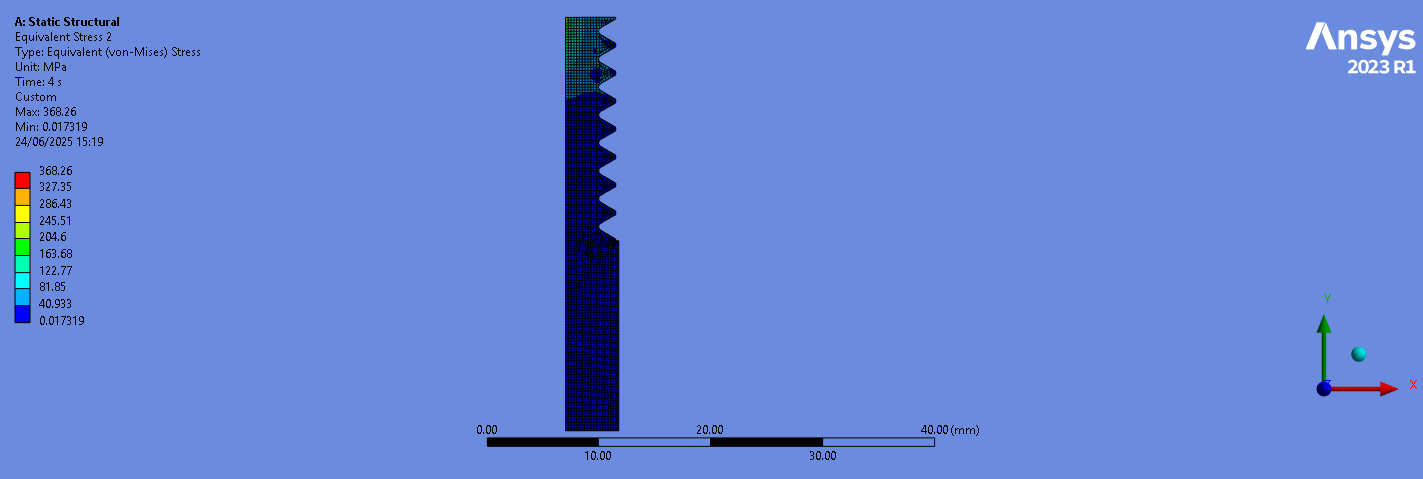 A: Static Structural
Equivalent Stress 2
Type: Equivalent (von-Mises) Stress
Unit: MPa
Time: 4 s
Custom
Max: 368.26
Min: 0.017319
24/06/2025 15:19
368.26
327.35
286.43
245.51
204.6
163.68
122.77
81.85
40.933
0.017319
Ansys
2023 R1
0.00 20.00 40.00 (mm)
10.00 30.00
Y
X